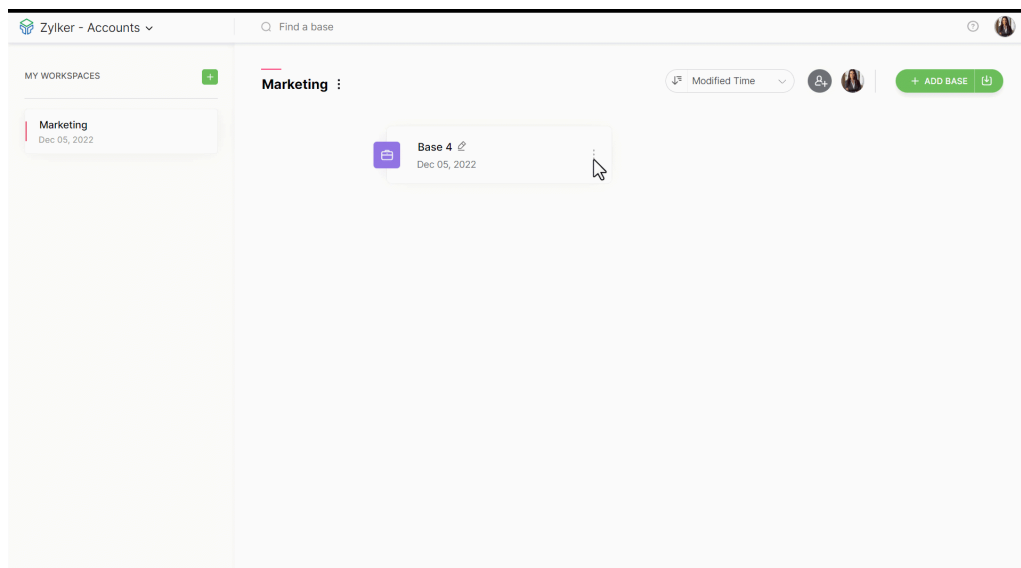 Zylker - Accounts
Find a base
MY WORKSPACES
Marketing
Dec 05, 2022
Marketing
Modified Time
+ ADD BASE
Base 4
Dec 05, 2022